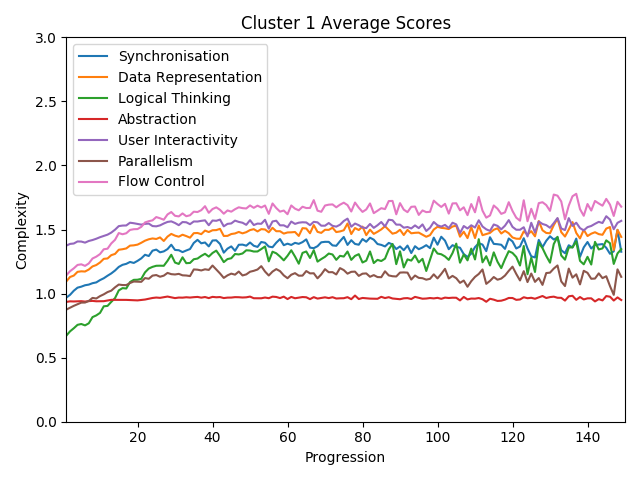 Cluster 1 Average Scores
3.0
2.5
2.0
1.5
1.0
0.5
0.0
Complexity
Synchronisation
Data Representation
Logical Thinking
Abstraction
User Interactivity
Parallelism
Flow Control
20 40 60 80 100 120 140
Progression